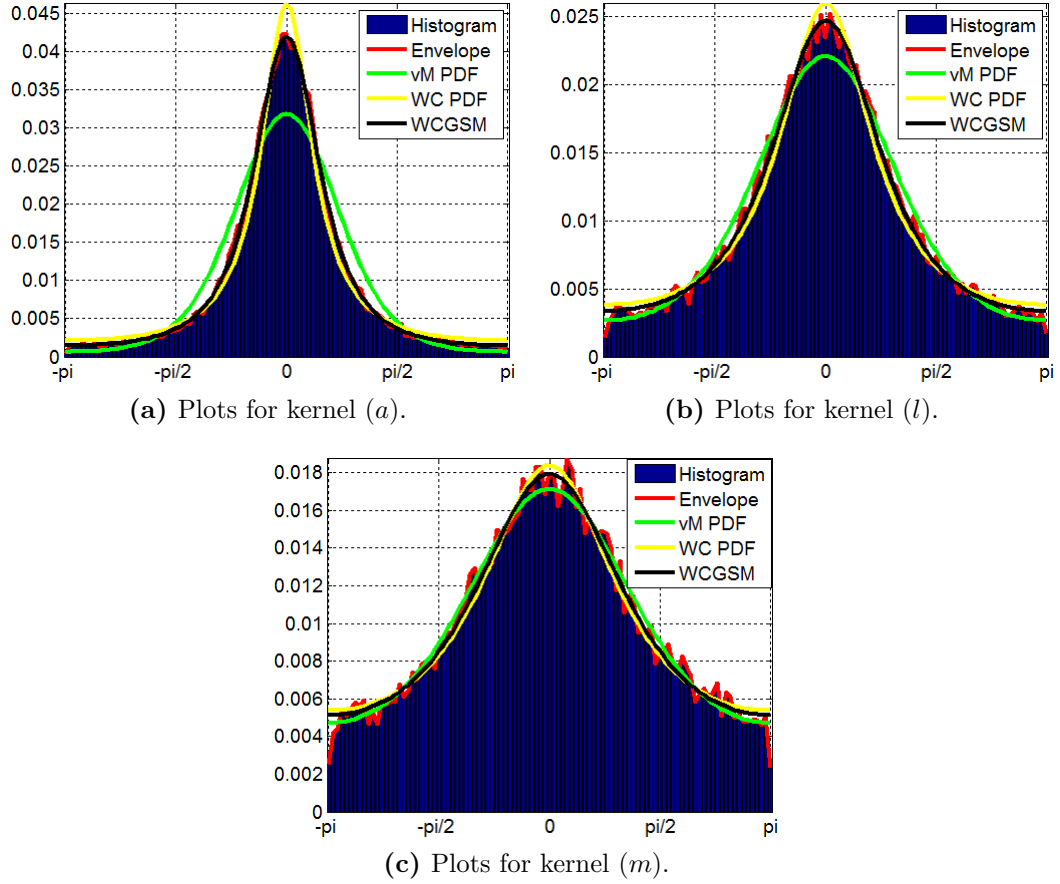 0.045
0.04
0.035
0.03
0.025
0.02
0.015
0.01
0.005
0
-pi
-pi/2
0
pi/2
pi
Histogram
Envelope
vM PDF
WC PDF
WCGSM
(a) Plots for kernel (a).
0.025
0.02
0.015
0.01
0.005
0
-pi
-pi/2
0
pi/2
pi
Histogram
Envelope
vM PDF
WC PDF
WCGSM
(b) Plots for kernel (l).
0.018
0.016
0.014
0.012
0.01
0.008
0.006
0.004
0.002
0
-pi
-pi/2
0
pi/2
pi
Histogram
Envelope
vM PDF
WC PDF
WCGSM
(c) Plots for kernel (m).